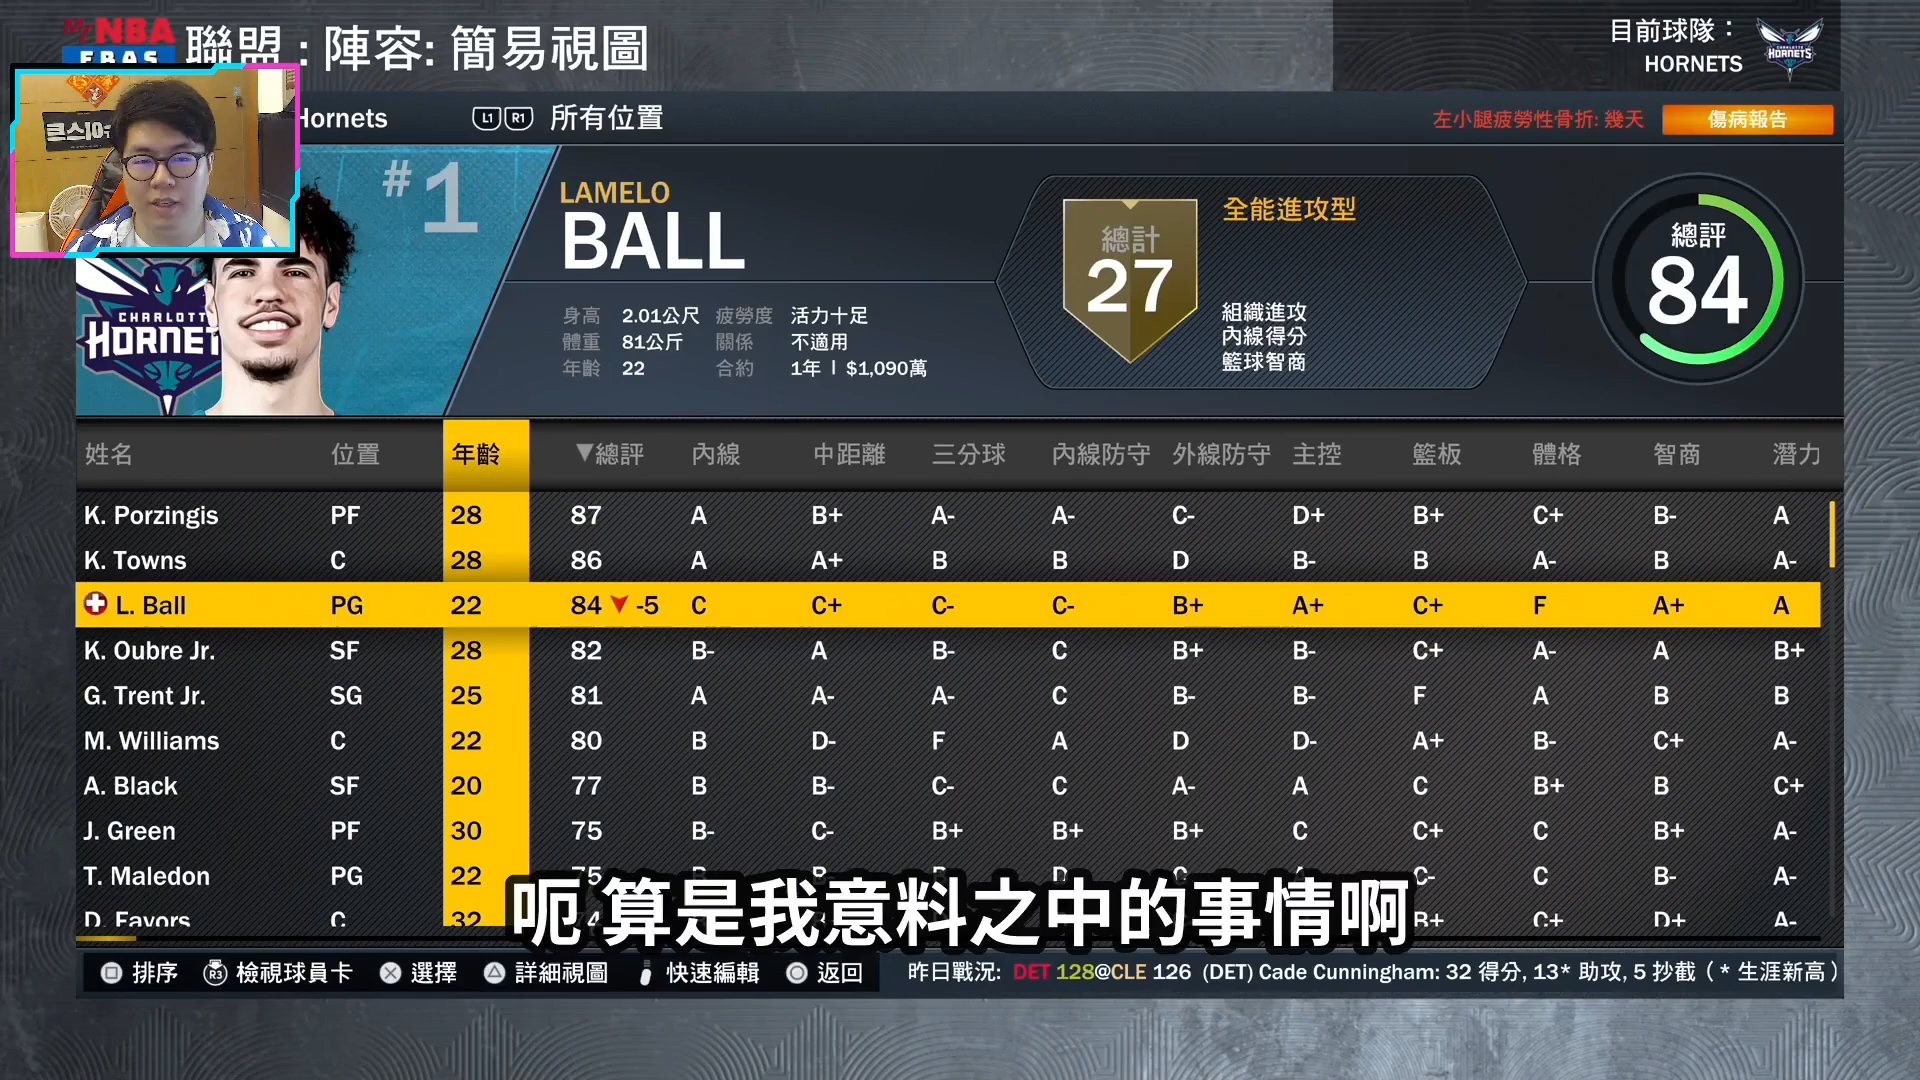 MyNBA ERAS 聯盟 : 陣容: 簡易視圖
目前球隊：
HORNETS
Hornets L1 R1 所有位置
左小腿疲勞性骨折: 幾天 傷病報告
#1
LAMELO
BALL
身高 2.01公尺 疲勞度 活力十足
體重 81公斤 關係 不適用
年齡 22 合約 1年 | $1,090萬
總計
27
全能進攻型
組織進攻
內線得分
籃球智商
總評
84
CHARLOTTE
HORNETS
姓名 位置 年齡 ▼總評 內線 中距離 三分球 內線防守 外線防守 主控 籃板 體格 智商 潛力
K. Porzingis PF 28 87 A B+ A- A- C- D+ B+ C+ B- A
K. Towns C 28 86 A A+ B B D B- B A- B A-
L. Ball PG 22 84 -5 C C+ C- C- B+ A+ C+ F A+ A
K. Oubre Jr. SF 28 82 B- A B- C B+ B- C+ A- A B+
G. Trent Jr. SG 25 81 A A- A- C B- B- F A B B
M. Williams C 22 80 B D- F A D D- A+ B- C+ A-
A. Black SF 20 77 B B- C- C A- A C B+ B C+
J. Green PF 30 75 B- C- B+ B+ B+ C C+ C B+ A-
T. Maledon PG 22 75 C- C B- A-
D. Favors C 32 B+ C+ D+ A-
呃 算是我意料之中的事情啊
排序 R3 檢視球員卡 選擇 詳細視圖 快速編輯 返回 昨日戰況: DET 128@CLE 126 (DET) Cade Cunningham: 32 得分, 13* 助攻, 5 抄截 ( * 生涯新高 )